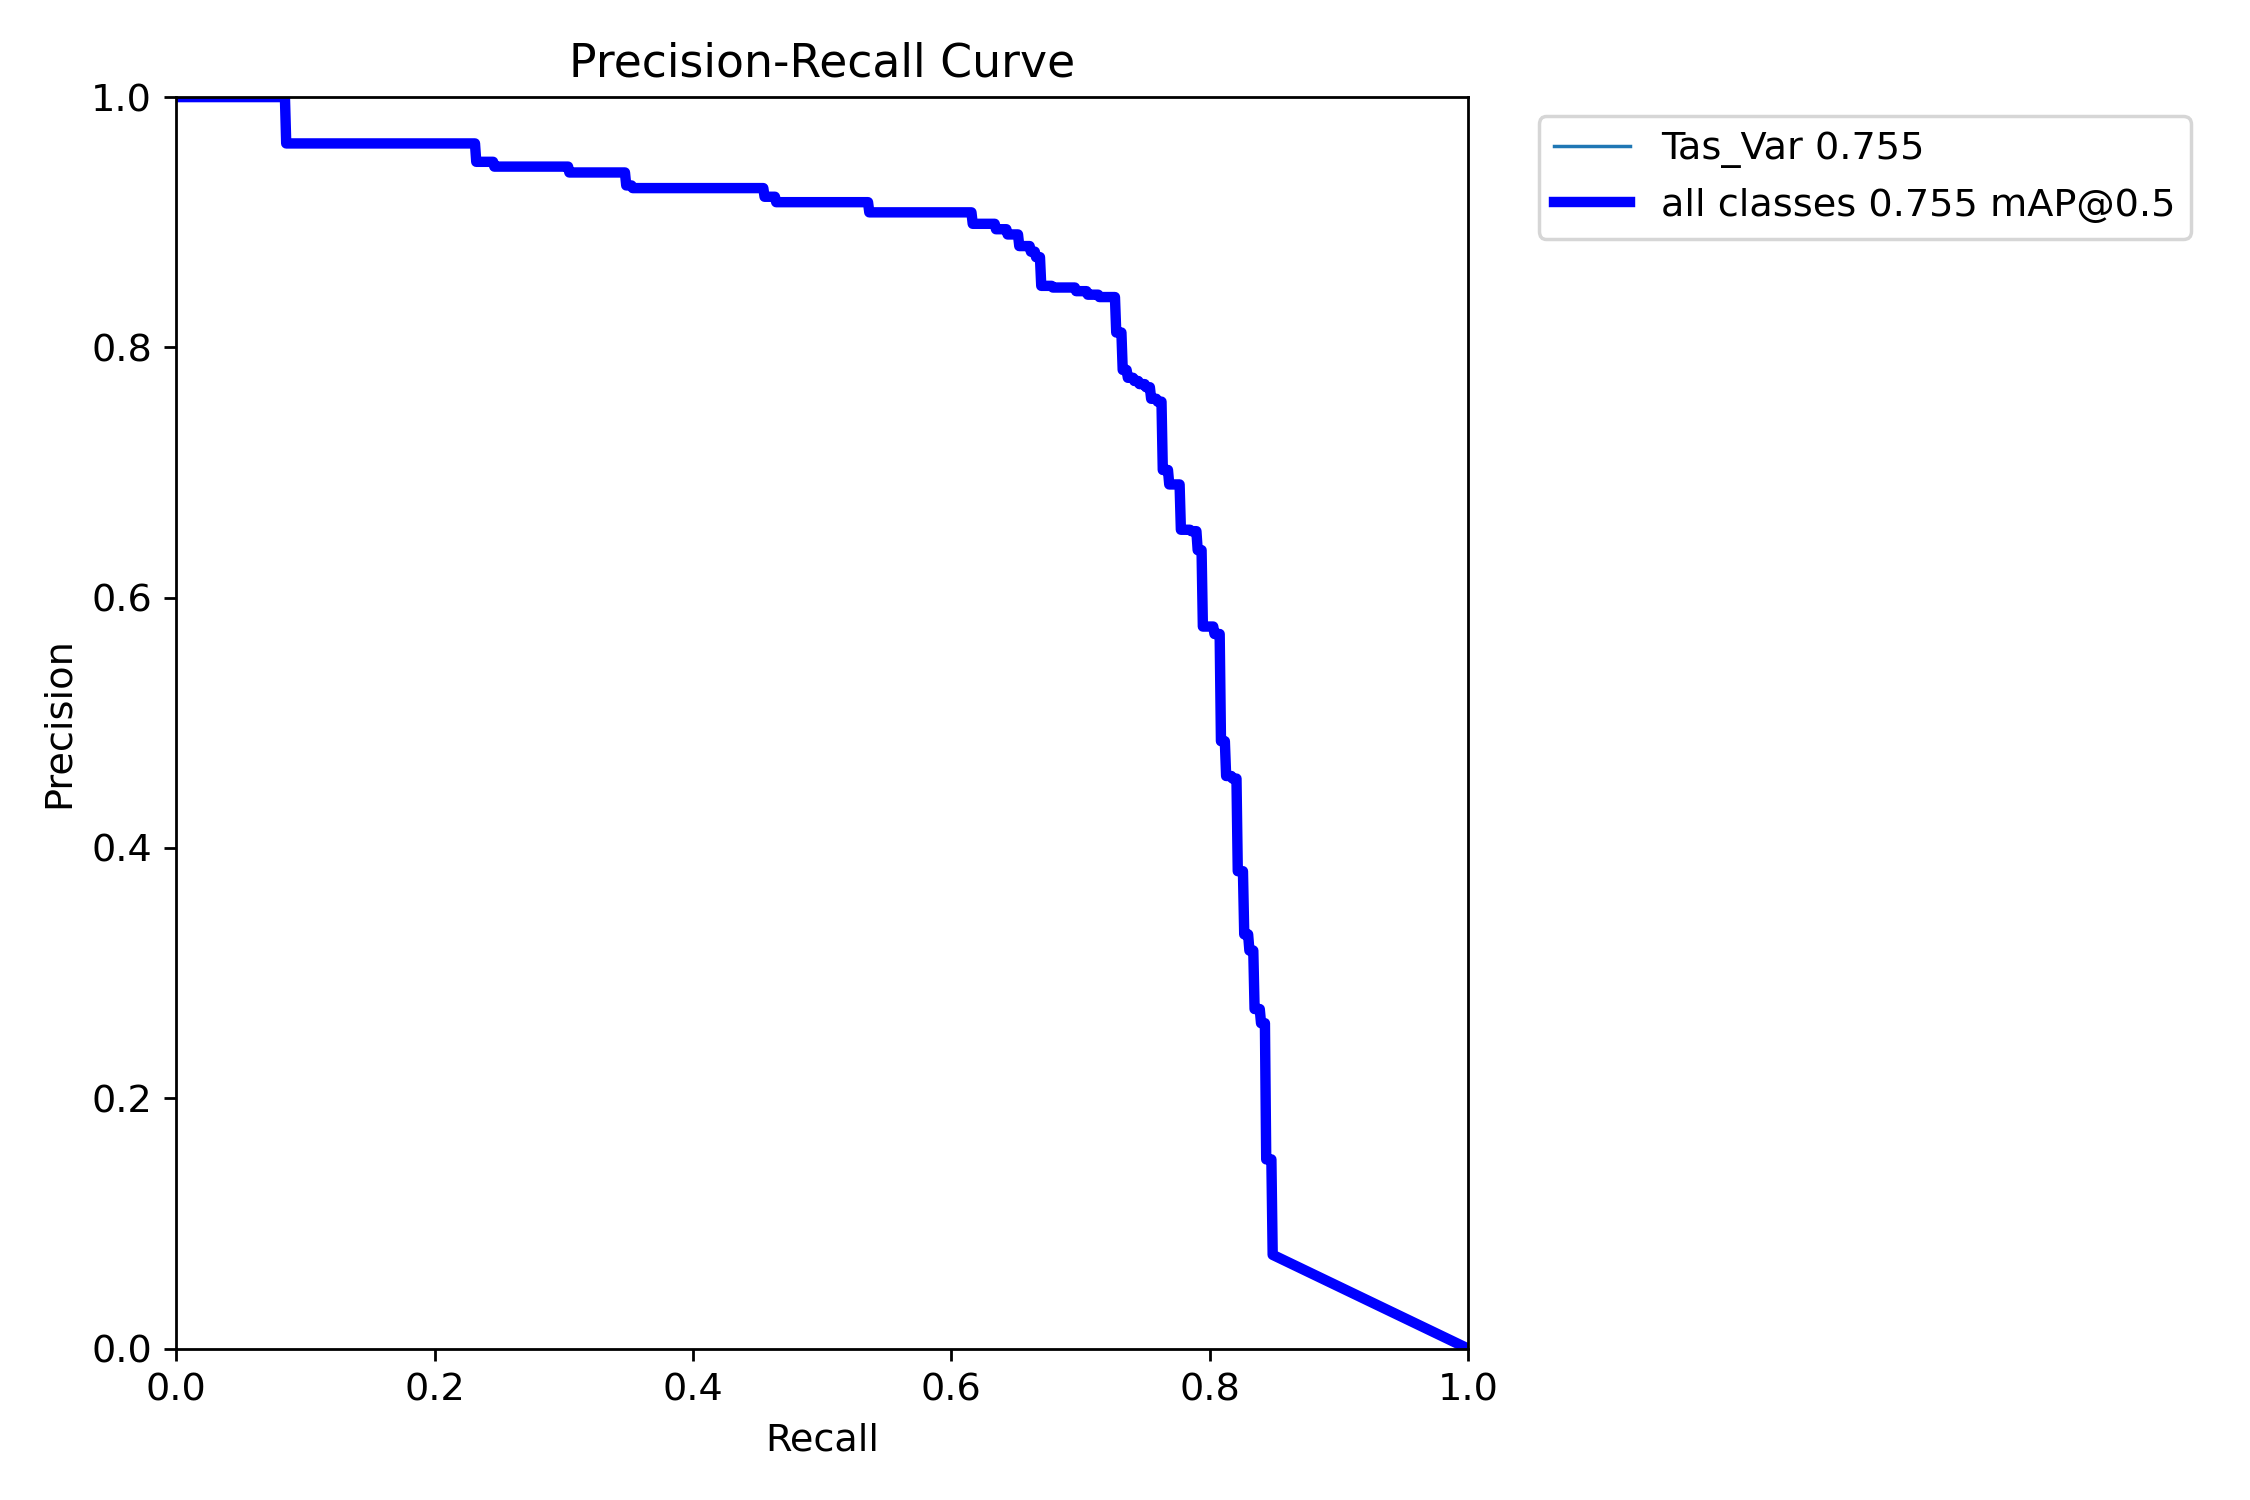 Precision-Recall Curve
1.0
0.8
0.6
0.4
0.2
0.0
Precision
0.0 0.2 0.4 0.6 0.8 1.0
Recall
Tas_Var 0.755
all classes 0.755 mAP@0.5